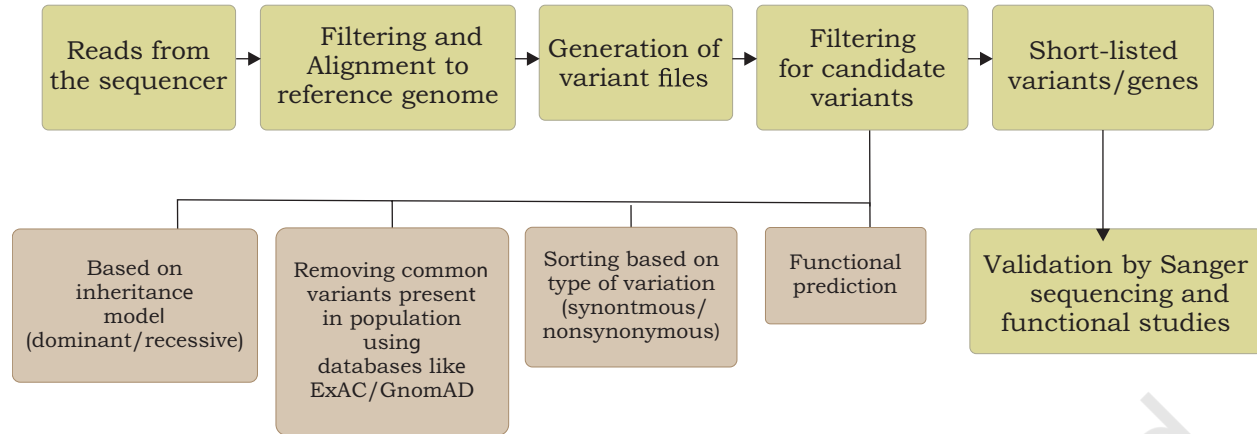 Reads from
the sequencer
Filtering and
Alignment to
reference genome
Generation of
variant files
Filtering
for candidate
variants
Short-listed
variants/genes
Based on
inheritance
model
(dominant/recessive)
Removing common
variants present
in population
using
databases like
ExAC/GnomAD
Sorting based on
type of variation
(synontmous/
nonsynonymous)
Functional
prediction
Validation by Sanger
sequencing and
functional studies